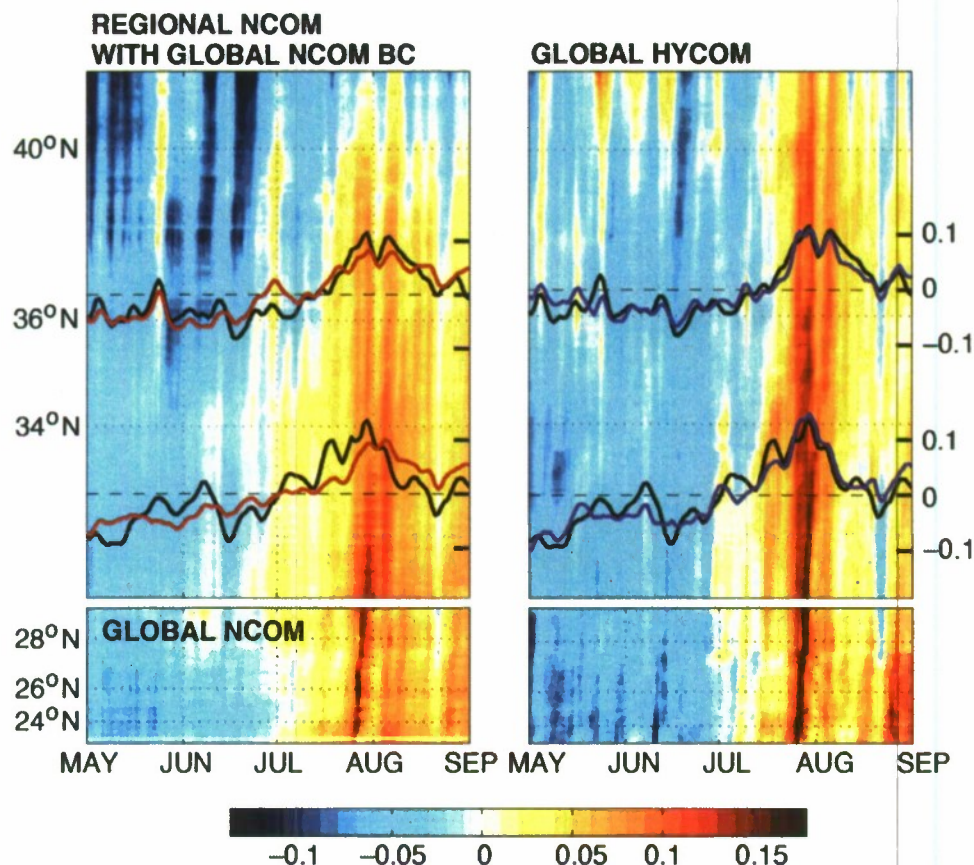 REGIONAL NCOM
WITH GLOBAL NCOM BC
GLOBAL HYCOM
40°N
36°N
34°N
0.1
0
−0.1
0.1
0
−0.1
GLOBAL NCOM
28°N
26°N
24°N
MAY JUN JUL AUG SEP
MAY JUN JUL AUG SEP
−0.1 −0.05 0 0.05 0.1 0.15